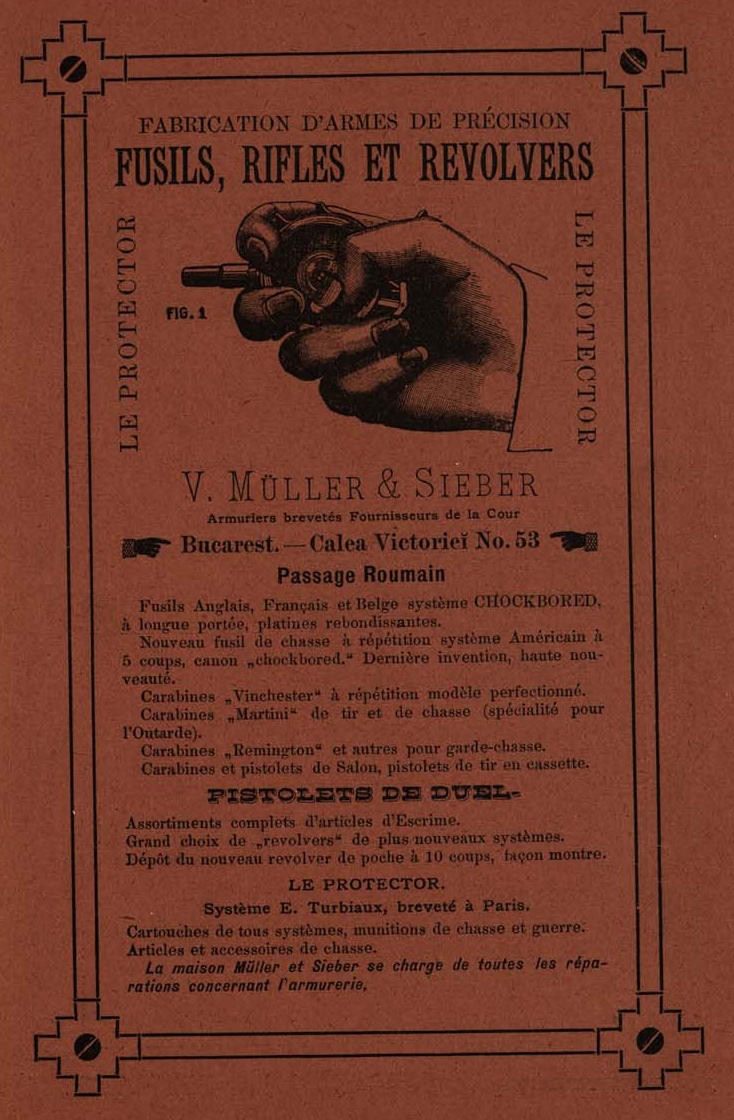 FABRICATION D'ARMES DE PRÉCISION
FUSILS, RIFLES ET REVOLVERS
LE PROTECTOR
LE PROTECTOR
FIG. 1
V. MÜLLER & SIEBER
Armuriers brevetés Fournisseurs de la Cour
Bucarest. — Calea Victorieĭ No. 53
Passage Roumain
Fusils Anglais, Français et Belge système CHOCKBORED,
à longue portée, platines rebondissantes.
Nouveau fusil de chasse à répétition système Américain à
5 coups, canon „chockbored.“ Dernière invention, haute nou-
veauté.
Carabines „Vinchester“ à répétition modèle perfectionné.
Carabines „Martini“ de tir et de chasse (spécialité pour
l'Outarde).
Carabines „Remington“ et autres pour garde-chasse.
Carabines et pistolets de Salon, pistolets de tir en cassette.
PISTOLETS DE DUEL-
Assortiments complets d'articles d'Escrime.
Grand choix de „revolvers“ de plus nouveaux systèmes.
Dépôt du nouveau revolver de poche à 10 coups, façon montre.
LE PROTECTOR.
Système E. Turbiaux, breveté à Paris.
Cartouches de tous systèmes, munitions de chasse et guerre.
Articles et accessoires de chasse.
La maison Müller et Sieber se charge de toutes les répa-
rations concernant l'armurerie.